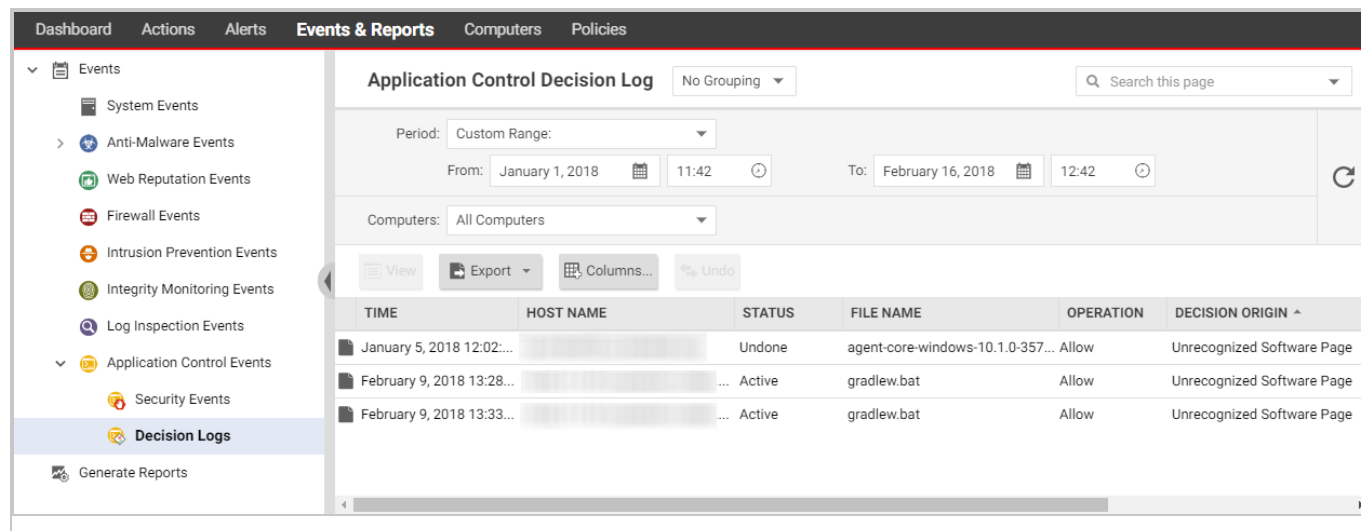 Dashboard Actions Alerts Events & Reports Computers Policies
Events
System Events
Anti-Malware Events
Web Reputation Events
Firewall Events
Intrusion Prevention Events
Integrity Monitoring Events
Log Inspection Events
Application Control Events
Security Events
Decision Logs
Generate Reports
Application Control Decision Log No Grouping Search this page
Period: Custom Range:
From: January 1, 2018 11:42 To: February 16, 2018 12:42
Computers: All Computers
View Export Columns... Undo
TIME HOST NAME STATUS FILE NAME OPERATION DECISION ORIGIN
January 5, 2018 12:02:... Undone agent-core-windows-10.1.0-357... Allow Unrecognized Software Page
February 9, 2018 13:28... ... Active gradlew.bat Allow Unrecognized Software Page
February 9, 2018 13:33... ... Active gradlew.bat Allow Unrecognized Software Page